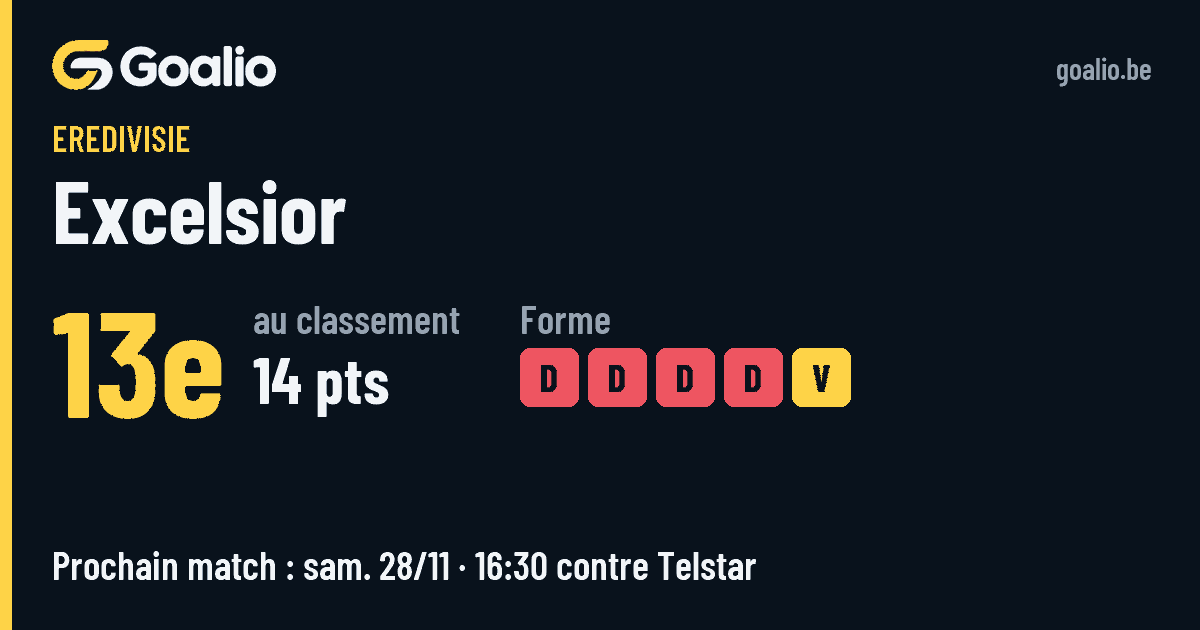 Goalio
goalio.be
EREDIVISIE
Excelsior
13e
au classement
14 pts
Forme
D D D D V
Prochain match : sam. 28/11 · 16:30 contre Telstar